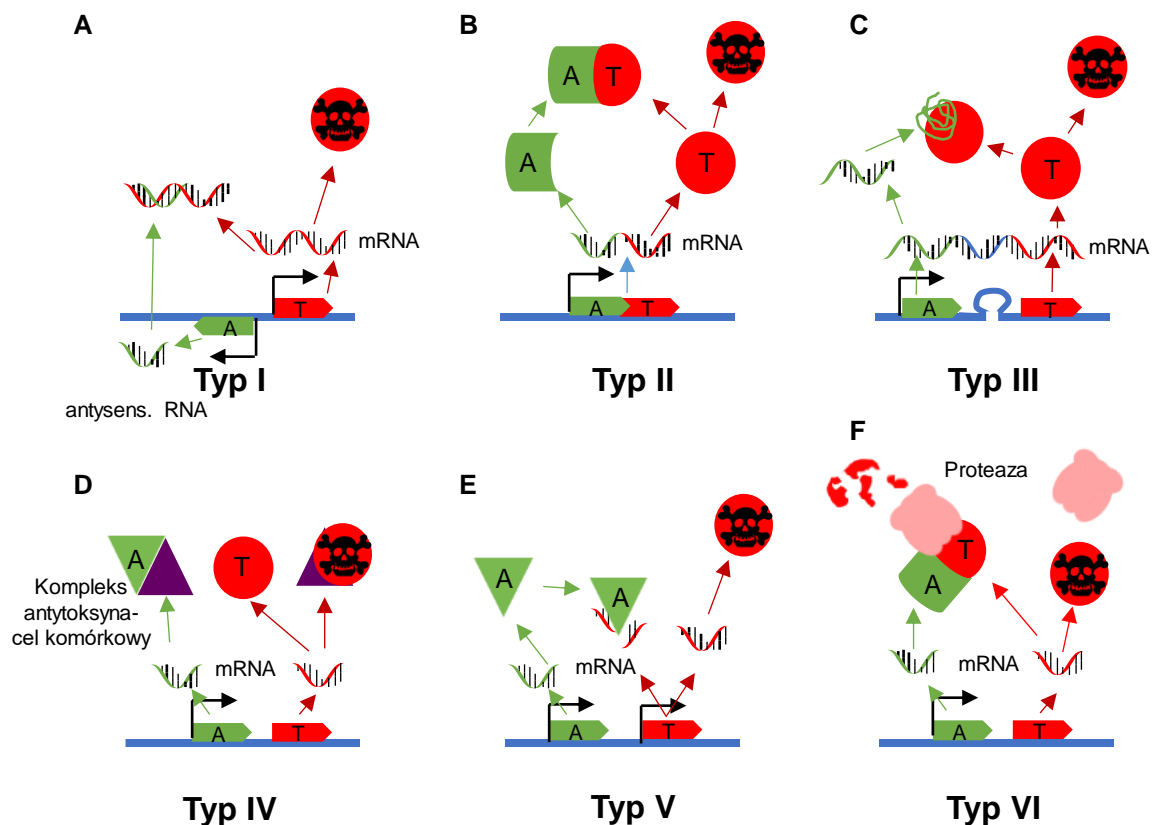 A
B
C
A T
T
A
mRNA
T
A
A
T
mRNA
A
T
T
mRNA
A
T
Typ I
Typ II
Typ III
antysens. RNA
D
E
F
Proteaza
A
T
Kompleks
antytoksyna-
cel komórkowy
mRNA
A
T
A
A
mRNA
A
T
T
A
mRNA
A
T
Typ IV
Typ V
Typ VI